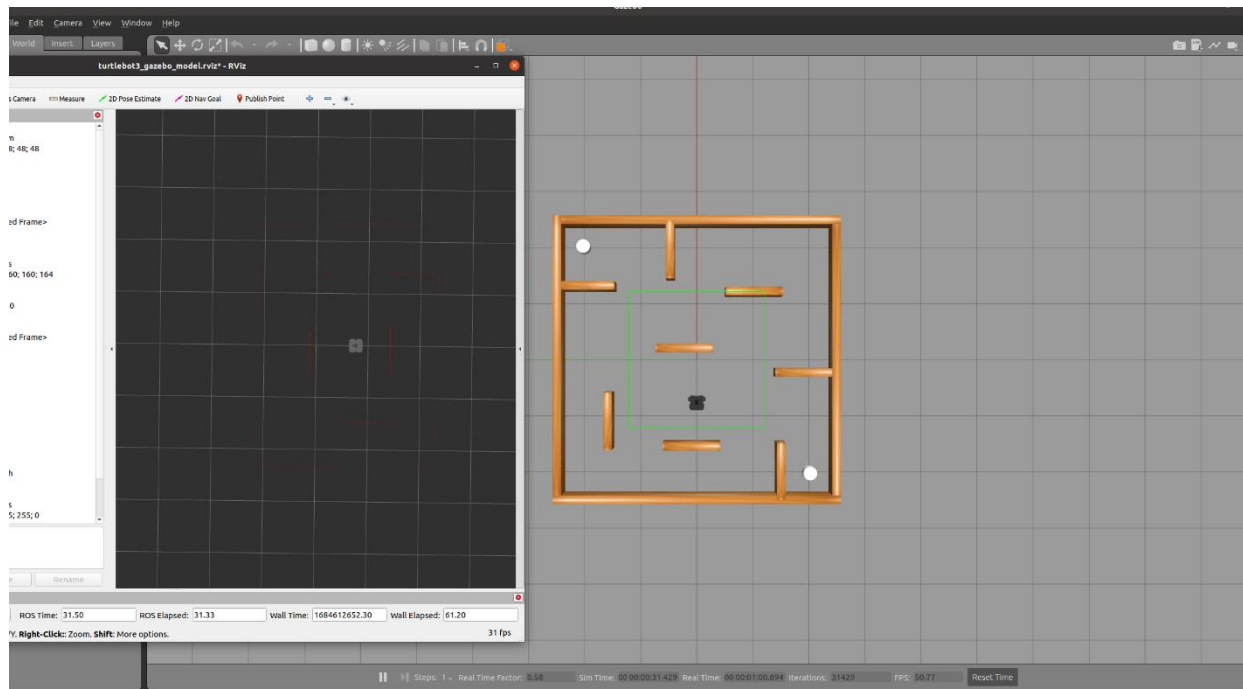 Gazebo
File Edit Camera View Window Help
World Insert Layers
turtlebot3_gazebo_model.rviz* - RViz
s Camera Measure 2D Pose Estimate 2D Nav Goal Publish Point
8; 48; 48
ed Frame>
60; 160; 164
0
ed Frame>
h
s
5; 255; 0
Rename
ROS Time: 31.50 ROS Elapsed: 31.33 Wall Time: 1684612652.30 Wall Elapsed: 61.20
Y. Right-Click:: Zoom. Shift: More options. 31 fps
Steps: 1 Real Time Factor: 0.58 Sim Time: 00 00:00:31.429 Real Time: 00 00:01:00.694 Iterations: 31429 FPS: 50.77 Reset Time